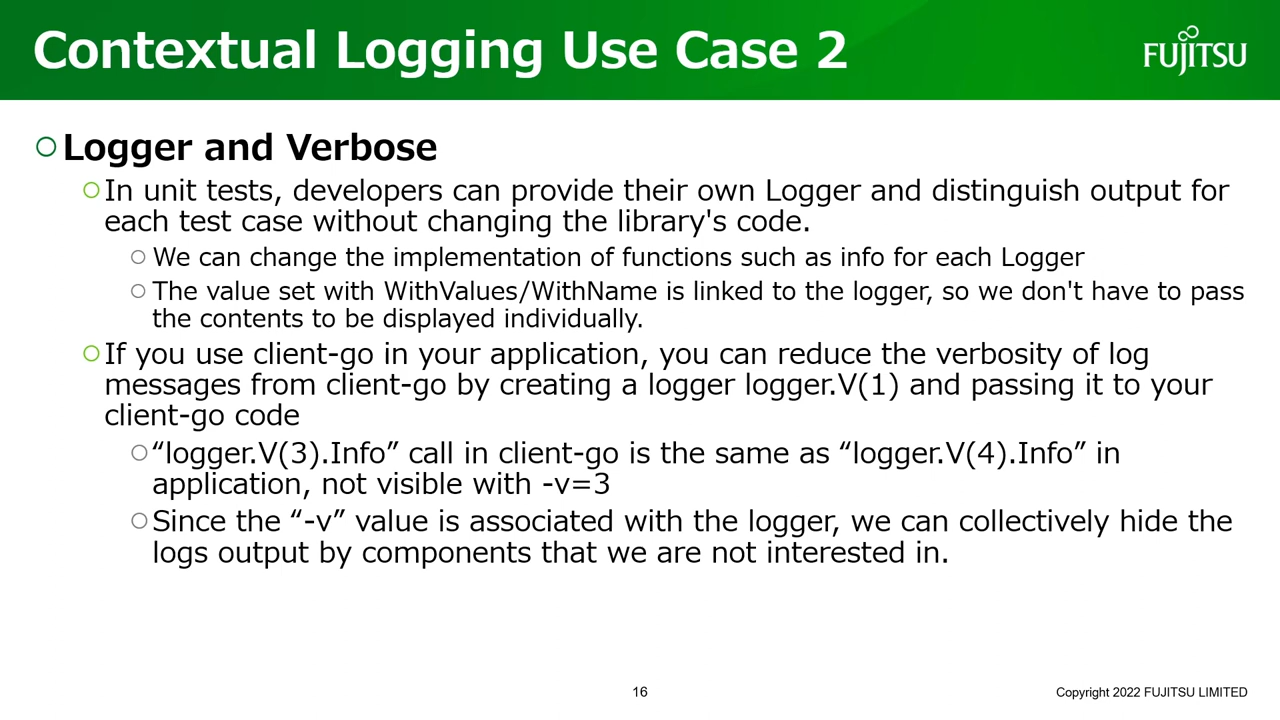 Contextual Logging Use Case 2
FUJITSU
Logger and Verbose
In unit tests, developers can provide their own Logger and distinguish output for
each test case without changing the library's code.
We can change the implementation of functions such as info for each Logger
The value set with WithValues/WithName is linked to the logger, so we don't have to pass
the contents to be displayed individually.
If you use client-go in your application, you can reduce the verbosity of log
messages from client-go by creating a logger logger.V(1) and passing it to your
client-go code
“logger.V(3).Info” call in client-go is the same as “logger.V(4).Info” in
application, not visible with -v=3
Since the “-v” value is associated with the logger, we can collectively hide the
logs output by components that we are not interested in.
16
Copyright 2022 FUJITSU LIMITED